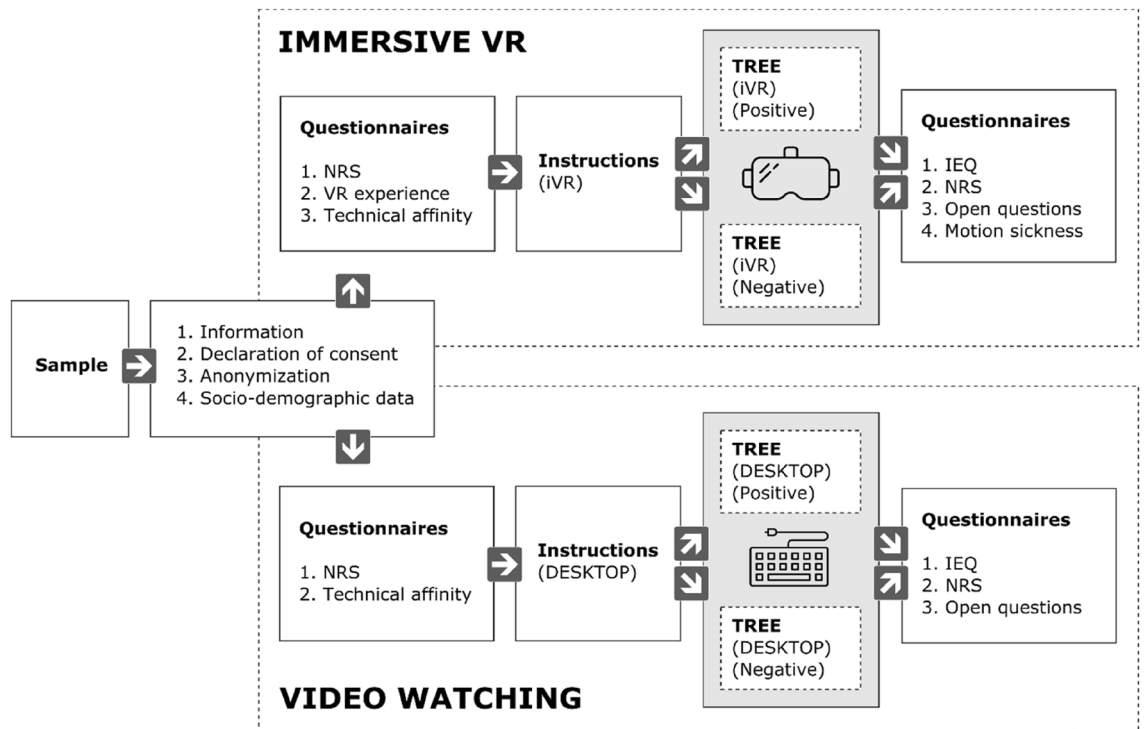 IMMERSIVE VR
Questionnaires
1. NRS
2. VR experience
3. Technical affinity
Instructions
(iVR)
TREE
(iVR)
(Positive)
TREE
(iVR)
(Negative)
Questionnaires
1. IEQ
2. NRS
3. Open questions
4. Motion sickness
Sample
1. Information
2. Declaration of consent
3. Anonymization
4. Socio-demographic data
Questionnaires
1. NRS
2. Technical affinity
Instructions
(DESKTOP)
TREE
(DESKTOP)
(Positive)
TREE
(DESKTOP)
(Negative)
Questionnaires
1. IEQ
2. NRS
3. Open questions
VIDEO WATCHING